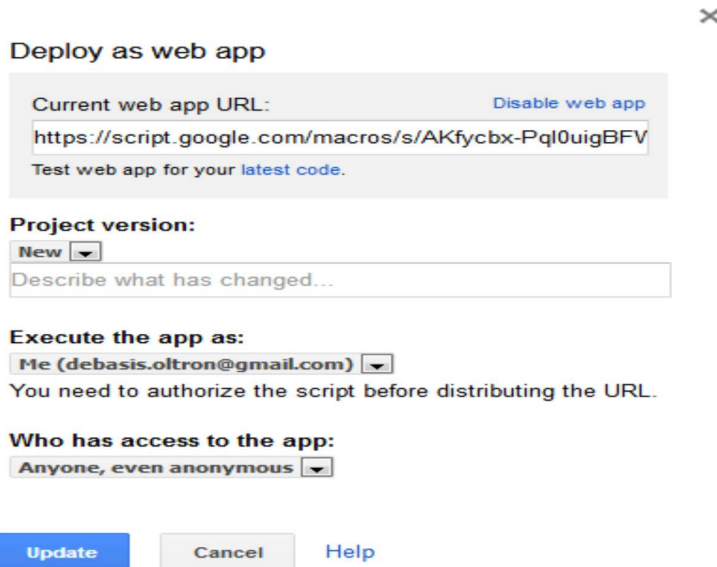 Deploy as web app
Current web app URL:
Disable web app
https://script.google.com/macros/s/AKfycbx-Pql0uigBFV
Test web app for your latest code.
Project version:
New
Describe what has changed...
Execute the app as:
Me (debasis.oltron@gmail.com)
You need to authorize the script before distributing the URL.
Who has access to the app:
Anyone, even anonymous
Update Cancel Help